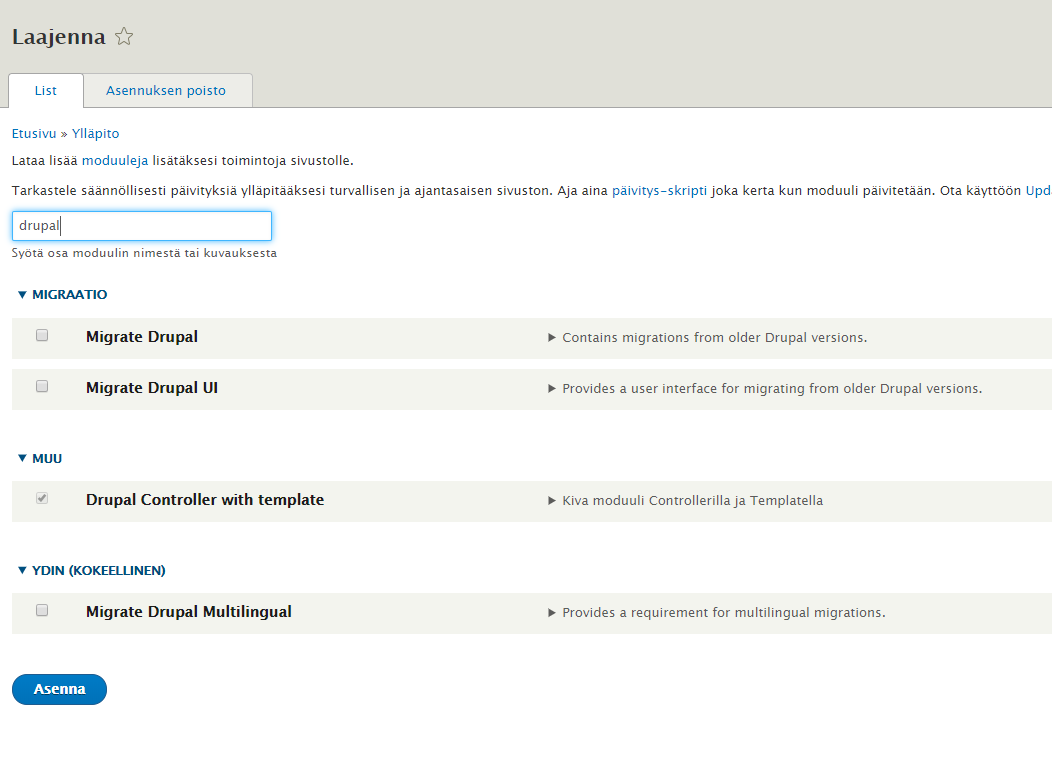 Laajenna
List
Asennuksen poisto
Etusivu » Ylläpito
Lataa lisää moduuleja lisätäksesi toimintoja sivustolle.
Tarkastele säännöllisesti päivityksiä ylläpitääksesi turvallisen ja ajantasaisen sivuston. Aja aina päivitys-skripti joka kerta kun moduuli päivitetään. Ota käyttöön Upd
drupal
Syötä osa moduulin nimestä tai kuvauksesta
MIGRAATIO
Migrate Drupal Contains migrations from older Drupal versions.
Migrate Drupal UI Provides a user interface for migrating from older Drupal versions.
MUU
Drupal Controller with template Kiva moduuli Controllerilla ja Templatella
YDIN (KOKEELLINEN)
Migrate Drupal Multilingual Provides a requirement for multilingual migrations.
Asenna